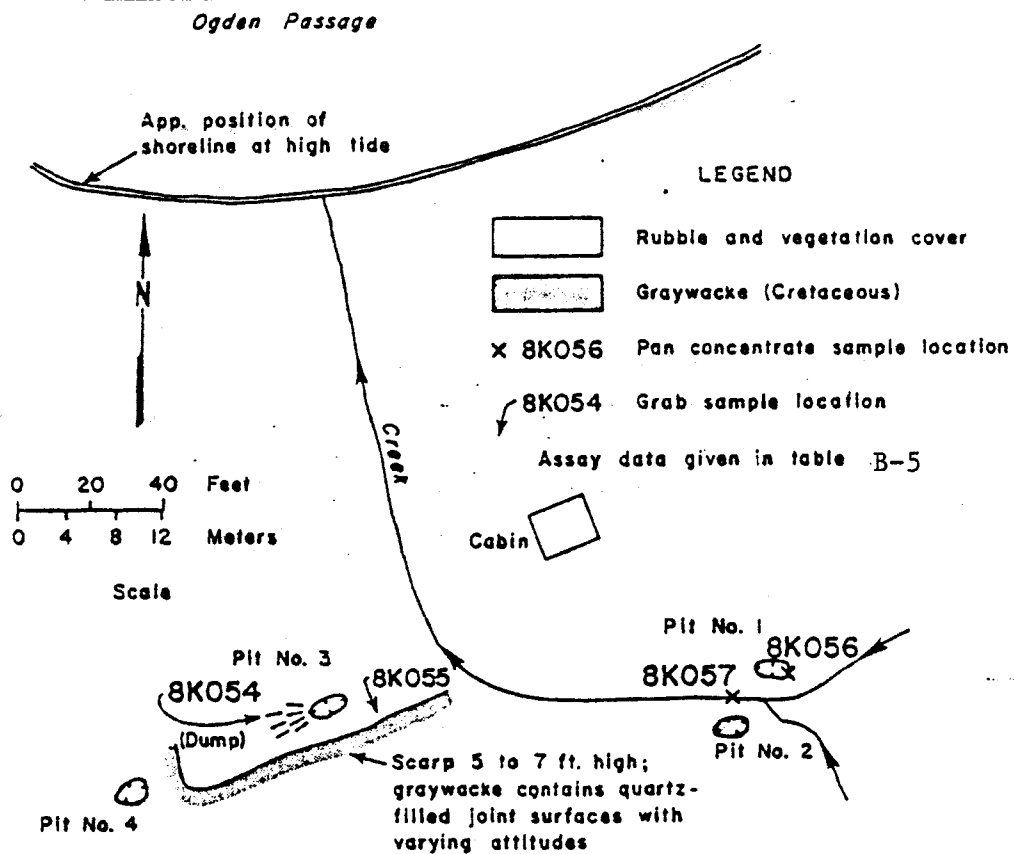 Ogden Passage
App. position of
shoreline at high tide
LEGEND
Rubble and vegetation cover
Graywacke (Cretaceous)
x 8K056 Pan concentrate sample location
8K054 Grab sample location
Assay data given in table B-5
N
Creek
0 20 40 Feet
0 4 8 12 Meters
Scale
Cabin
Pit No. 1
8K056
8K057
Pit No. 2
Pit No. 3
8K054
8K055
(Dump)
Scarp 5 to 7 ft. high;
graywacke contains quartz-
filled joint surfaces with
varying attitudes
Pit No. 4